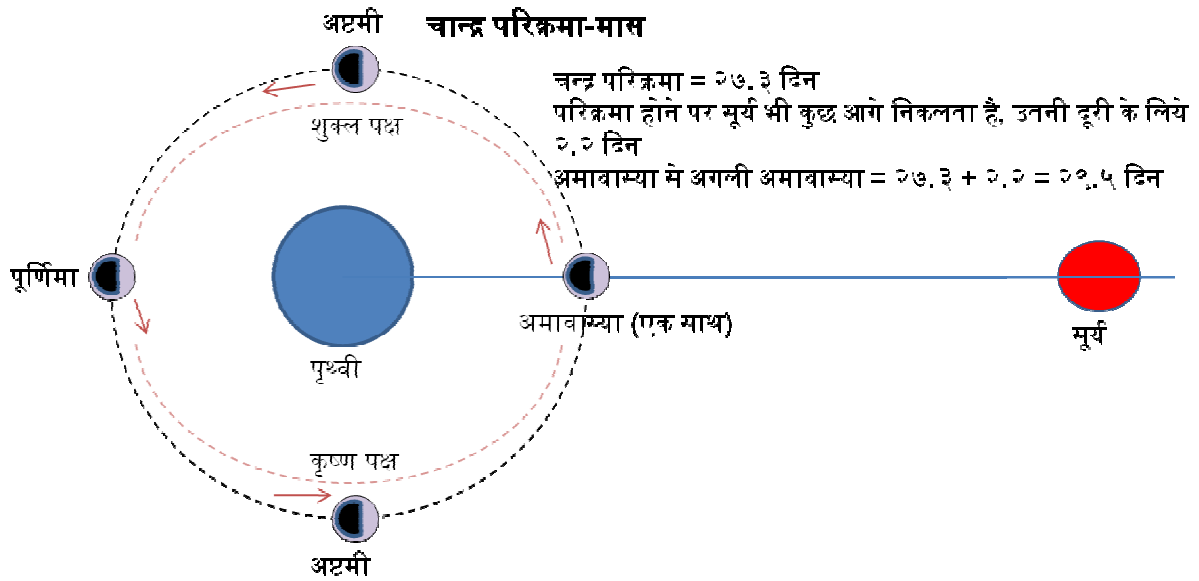 अष्टमी
चान्द्र परिक्रमा-मास
चन्द्र परिक्रमा = २७.३ दिन
परिक्रमा होने पर सूर्य भी कुछ आगे निकलता है, उतनी दूरी के लिये
२.२ दिन
अमावास्या से अगली अमावास्या = २७.३ + २.२ = २९.५ दिन
शुक्ल पक्ष
पूर्णिमा
अमावास्या (एक साथ)
सूर्य
पृथ्वी
कृष्ण पक्ष
अष्टमी